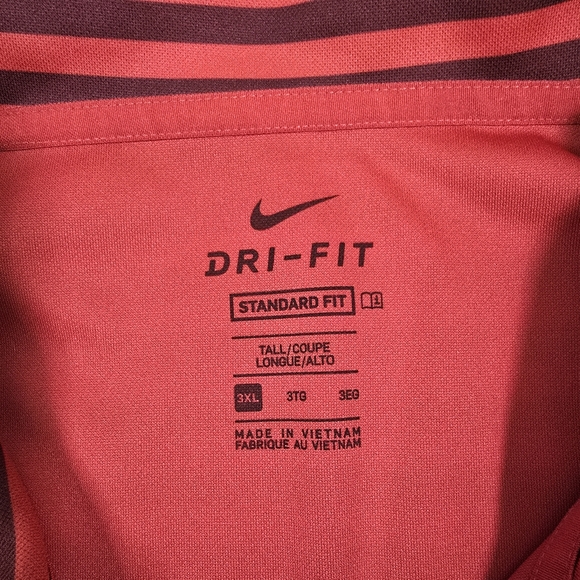 DRI-FIT
STANDARD FIT
TALL/COUPE
LONGUE/ALTO
3XL 3TG 3EG
MADE IN VIETNAM
FABRIQUE AU VIETNAM